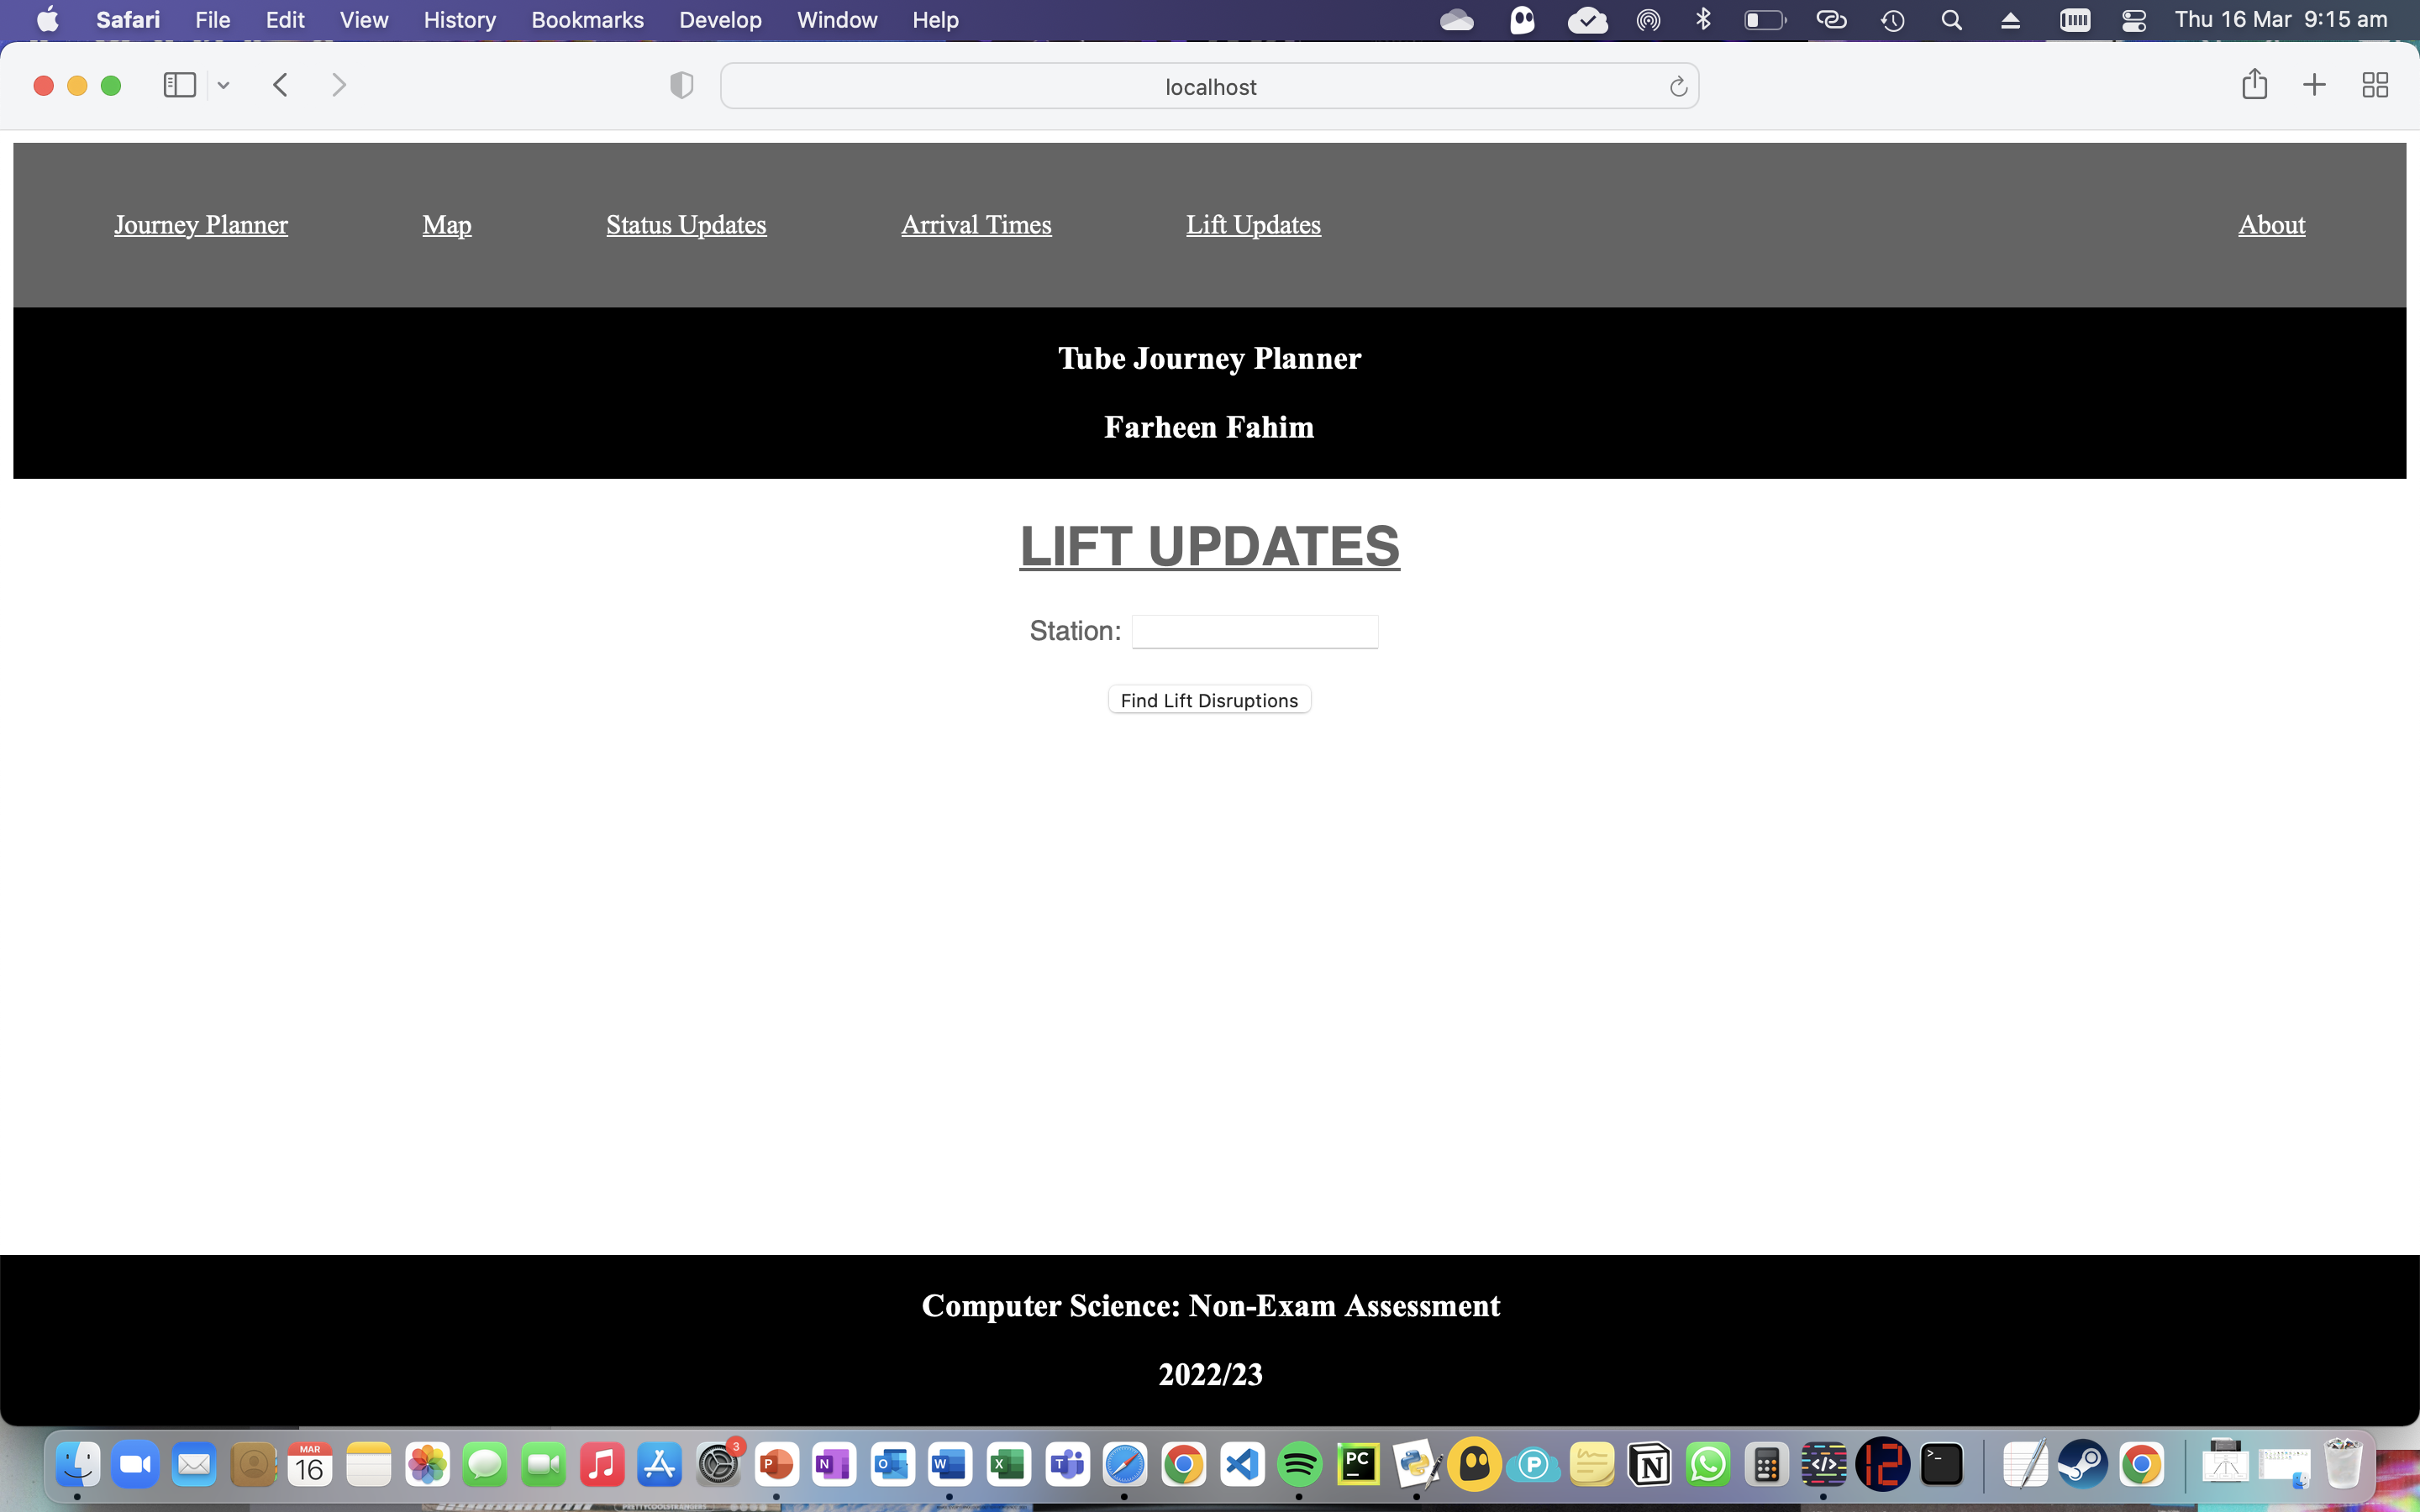 Safari File Edit View History Bookmarks Develop Window Help Thu 16 Mar 9:15 am
localhost
Journey Planner Map Status Updates Arrival Times Lift Updates About
Tube Journey Planner
Farheen Fahim
LIFT UPDATES
Station:
Find Lift Disruptions
Computer Science: Non-Exam Assessment
2022/23
3
MAR
16
P N O W X T PC P N </> 12 >_
PRETTYCOOLSTRANGERS